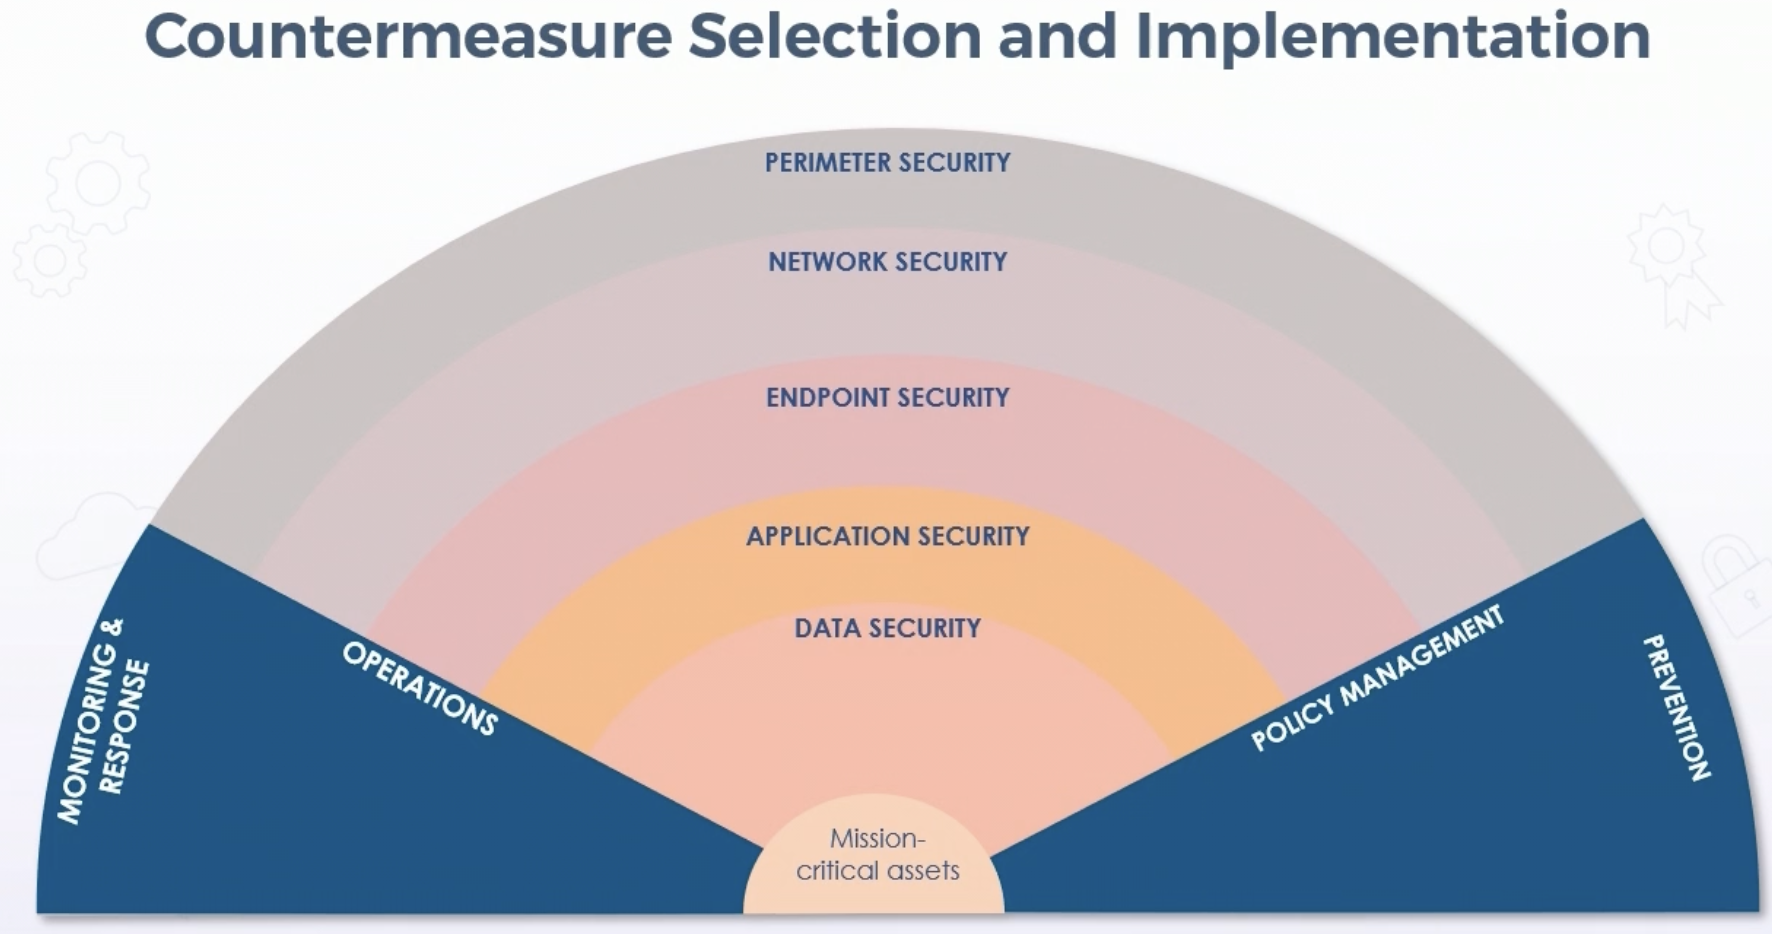 Countermeasure Selection and Implementation
PERIMETER SECURITY
NETWORK SECURITY
ENDPOINT SECURITY
APPLICATION SECURITY
DATA SECURITY
MONITORING &
RESPONSE
OPERATIONS
POLICY MANAGEMENT
PREVENTION
Mission-
critical assets